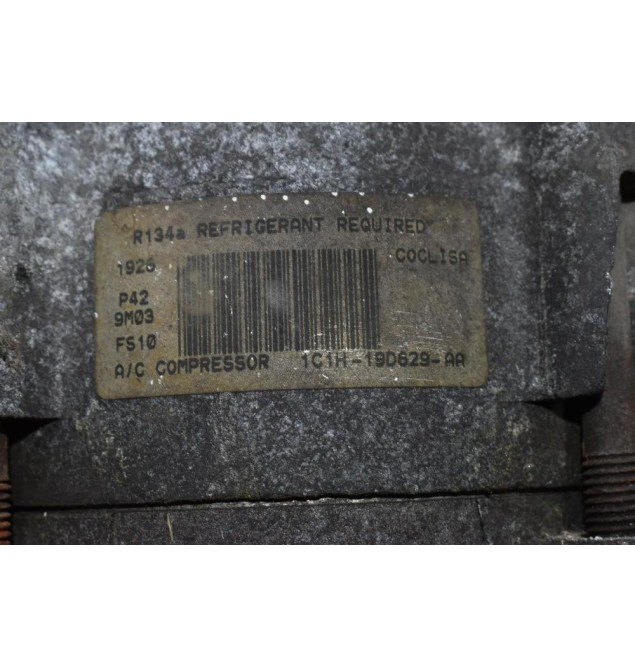 R134a REFRIGERANT REQUIRED
1926 COCLISA
P42
9M03
FS10
A/C COMPRESSOR 1C1H-19D629-AA